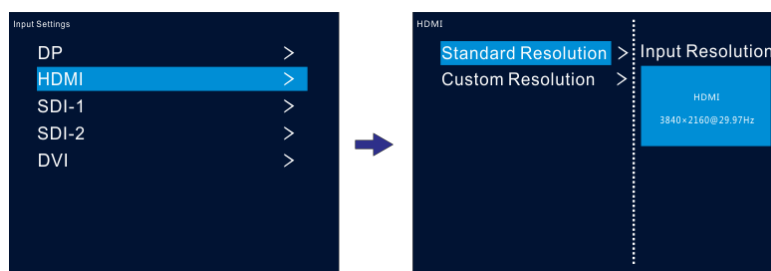 Input Settings
DP >
HDMI >
SDI-1 >
SDI-2 >
DVI >
HDMI
Standard Resolution >
Custom Resolution >
Input Resolution
HDMI
3840×2160@29.97Hz